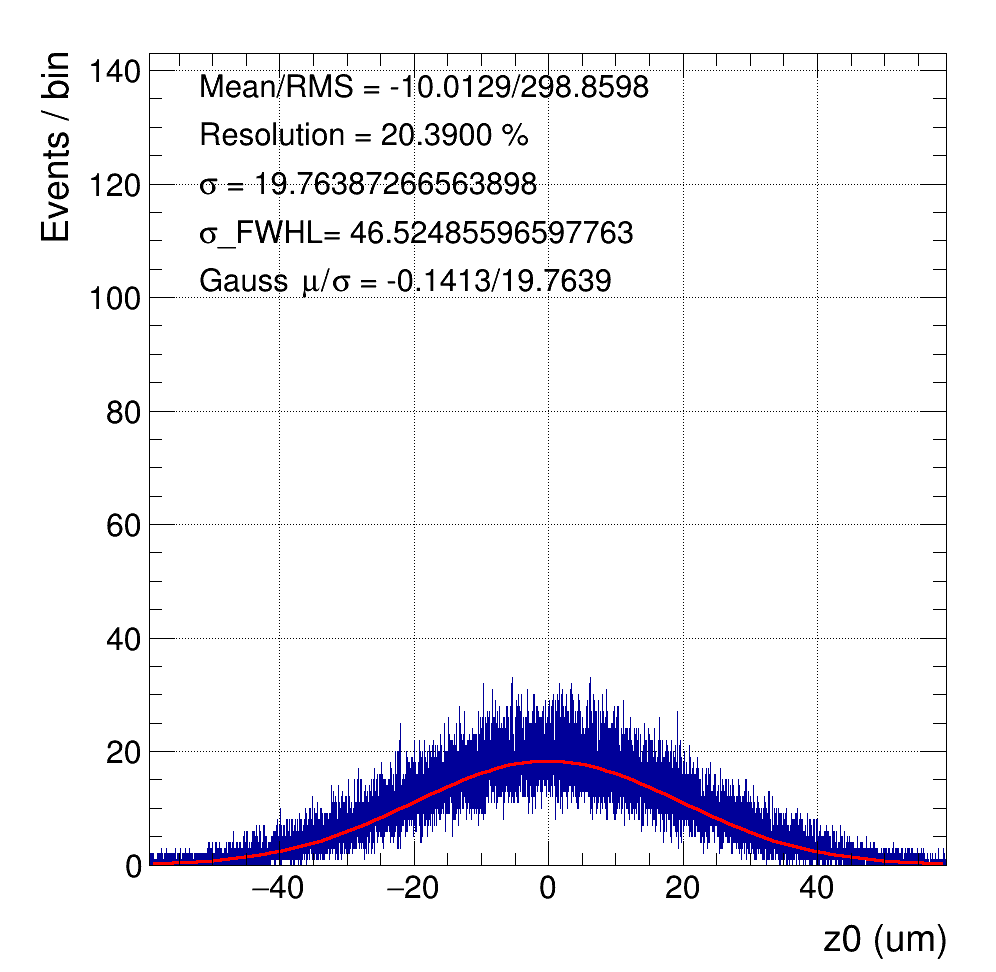 Events / bin
140
Mean/RMS = -10.0129/298.8598
Resolution = 20.3900 %
120
σ = 19.76387266563898
σ_FWHL= 46.52485596597763
Gauss μ/σ = -0.1413/19.7639
100
80
60
40
20
0
−40 −20 0 20 40
z0 (um)